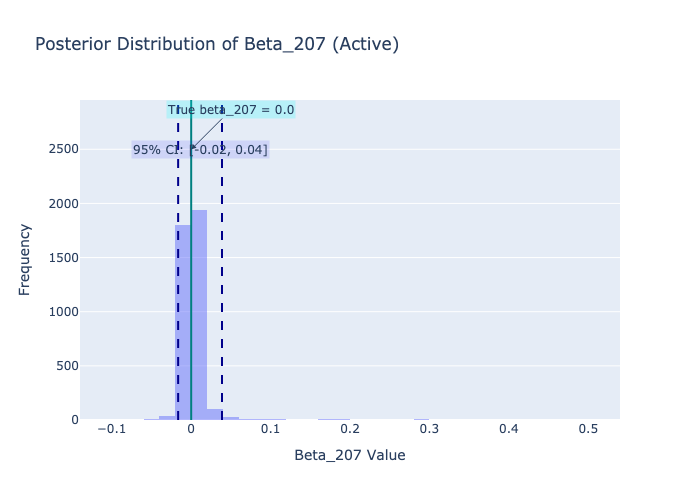 Posterior Distribution of Beta_207 (Active)
True beta_207 = 0.0
95% CI: [-0.02, 0.04]
2500
2000
1500
1000
500
0
Frequency
−0.1 0 0.1 0.2 0.3 0.4 0.5
Beta_207 Value